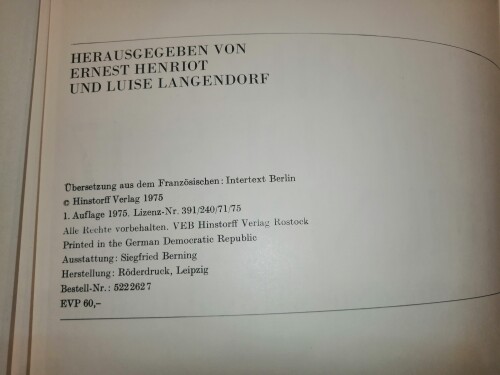 HERAUSGEGEBEN VON
ERNEST HENRIOT
UND LUISE LANGENDORF
Übersetzung aus dem Französischen: Intertext Berlin
© Hinstorff Verlag 1975
1. Auflage 1975. Lizenz-Nr. 391/240/71/75
Alle Rechte vorbehalten. VEB Hinstorff Verlag Rostock
Printed in the German Democratic Republic
Ausstattung: Siegfried Berning
Herstellung: Röderdruck, Leipzig
Bestell-Nr.: 522 262 7
EVP 60,–